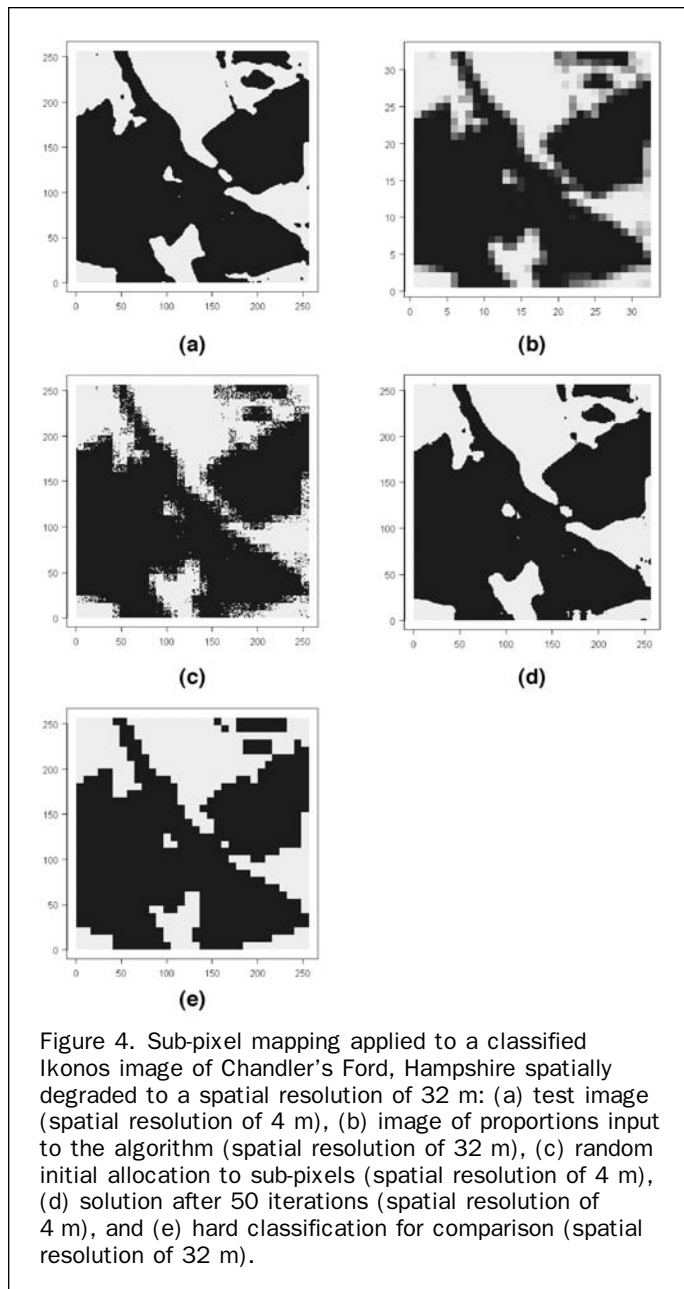 250
200
150
100
50
0
0 50 100 150 200 250
(a)
30
25
20
15
10
5
0
0 5 10 15 20 25 30
(b)
250
200
150
100
50
0
0 50 100 150 200 250
(c)
250
200
150
100
50
0
0 50 100 150 200 250
(d)
250
200
150
100
50
0
0 50 100 150 200 250
(e)
Figure 4. Sub-pixel mapping applied to a classified
Ikonos image of Chandler's Ford, Hampshire spatially
degraded to a spatial resolution of 32 m: (a) test image
(spatial resolution of 4 m), (b) image of proportions input
to the algorithm (spatial resolution of 32 m), (c) random
initial allocation to sub-pixels (spatial resolution of 4 m),
(d) solution after 50 iterations (spatial resolution of
4 m), and (e) hard classification for comparison (spatial
resolution of 32 m).